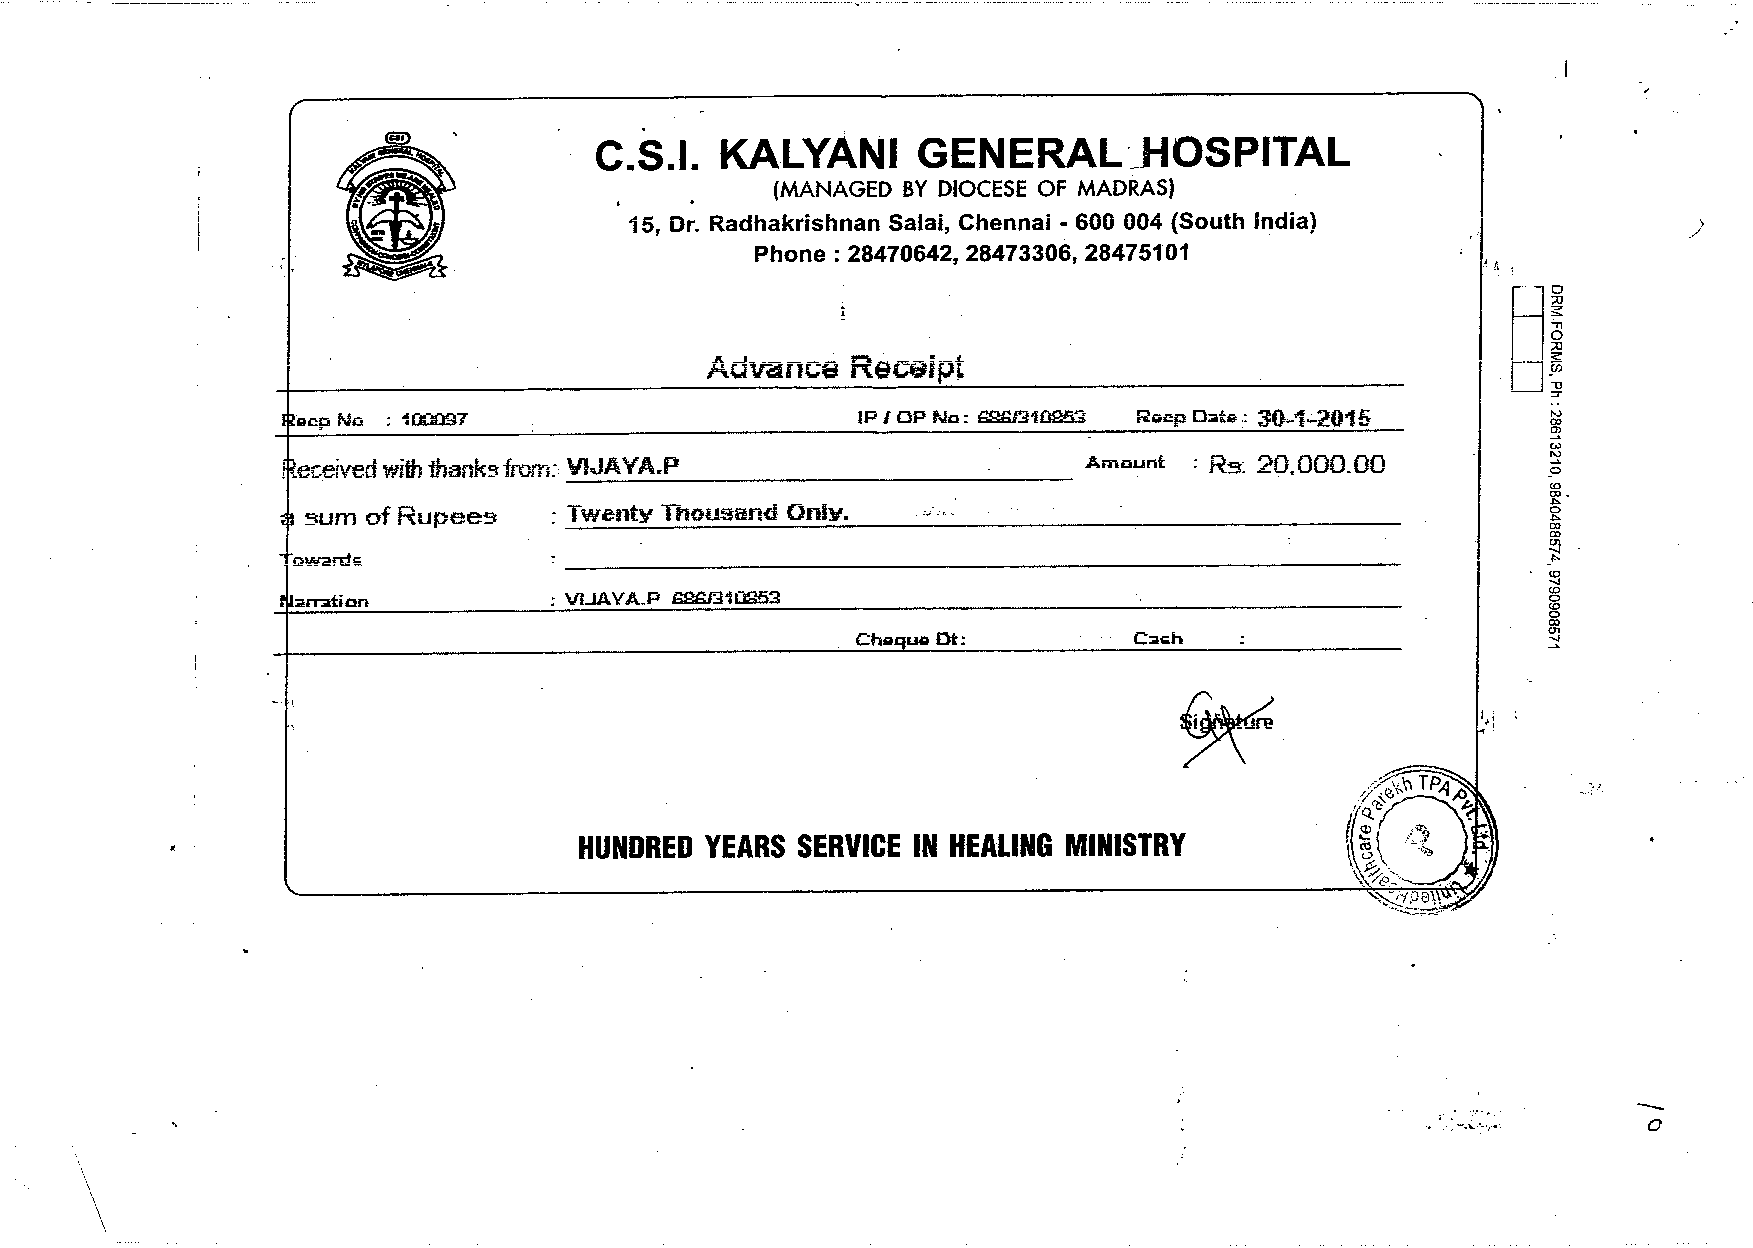 C.S.I. KALYANI GENERAL HOSPITAL
(MANAGED BY DIOCESE OF MADRAS)
15, Dr. Radhakrishnan Salai, Chennai - 600 004 (South India)
Phone : 28470642, 28473306, 28475101
Advance Receipt
Recp No : 100097 IP / OP No : 686/310853 Recp Date : 30-1-2015
Received with thanks from: VIJAYA.P Amount : Rs. 20,000.00
a sum of Rupees : Twenty Thousand Only.
Towards :
Narration : VIJAYA.P 686/310853
Cheque Dt: Cash :
Signature
HUNDRED YEARS SERVICE IN HEALING MINISTRY
United Healthcare Parekh TPA Pvt. Ltd.
DRM FORMS, Ph : 28613210, 9840488574, 9790908571